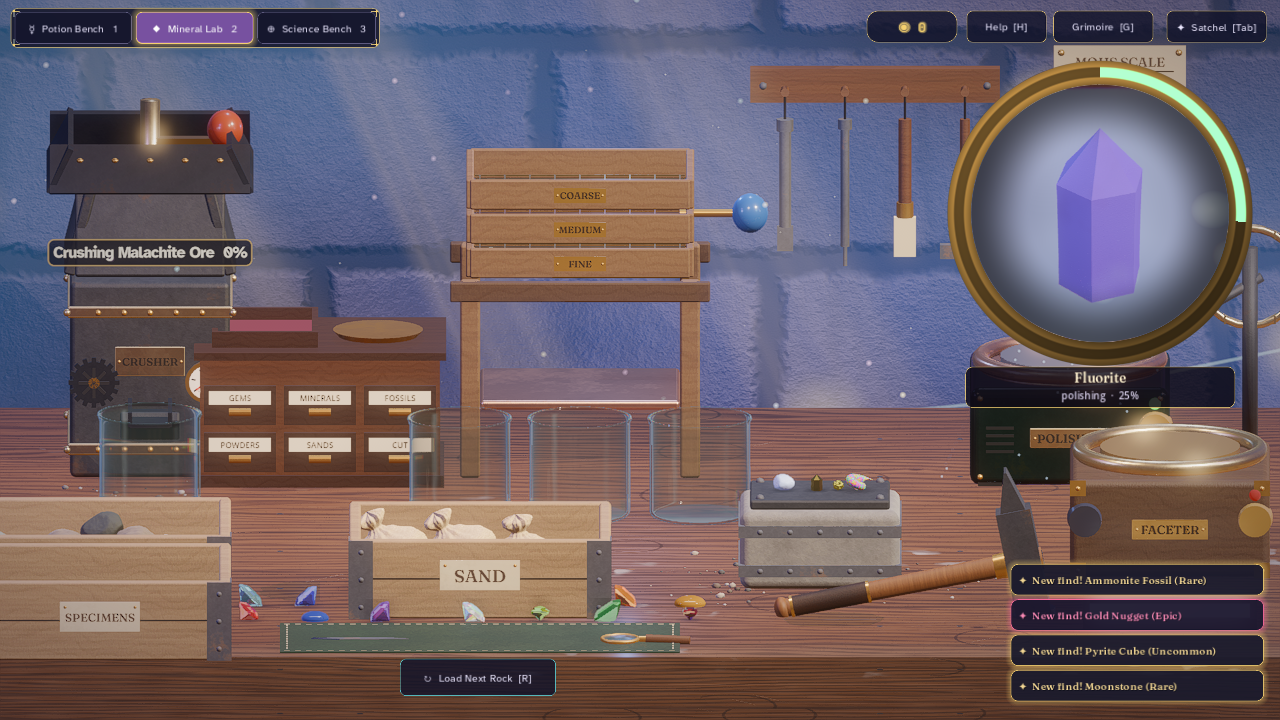 Potion Bench 1
Mineral Lab 2
Science Bench 3
0
Help [H]
Grimoire [G]
Satchel [Tab]
MOHS SCALE
COARSE
MEDIUM
FINE
Crushing Malachite Ore 0%
CRUSHER
GEMS
MINERALS
FOSSILS
POWDERS
SANDS
CUT
Fluorite
polishing · 25%
FACETER
SAND
SPECIMENS
New find! Ammonite Fossil (Rare)
New find! Gold Nugget (Epic)
New find! Pyrite Cube (Uncommon)
New find! Moonstone (Rare)
Load Next Rock [R]